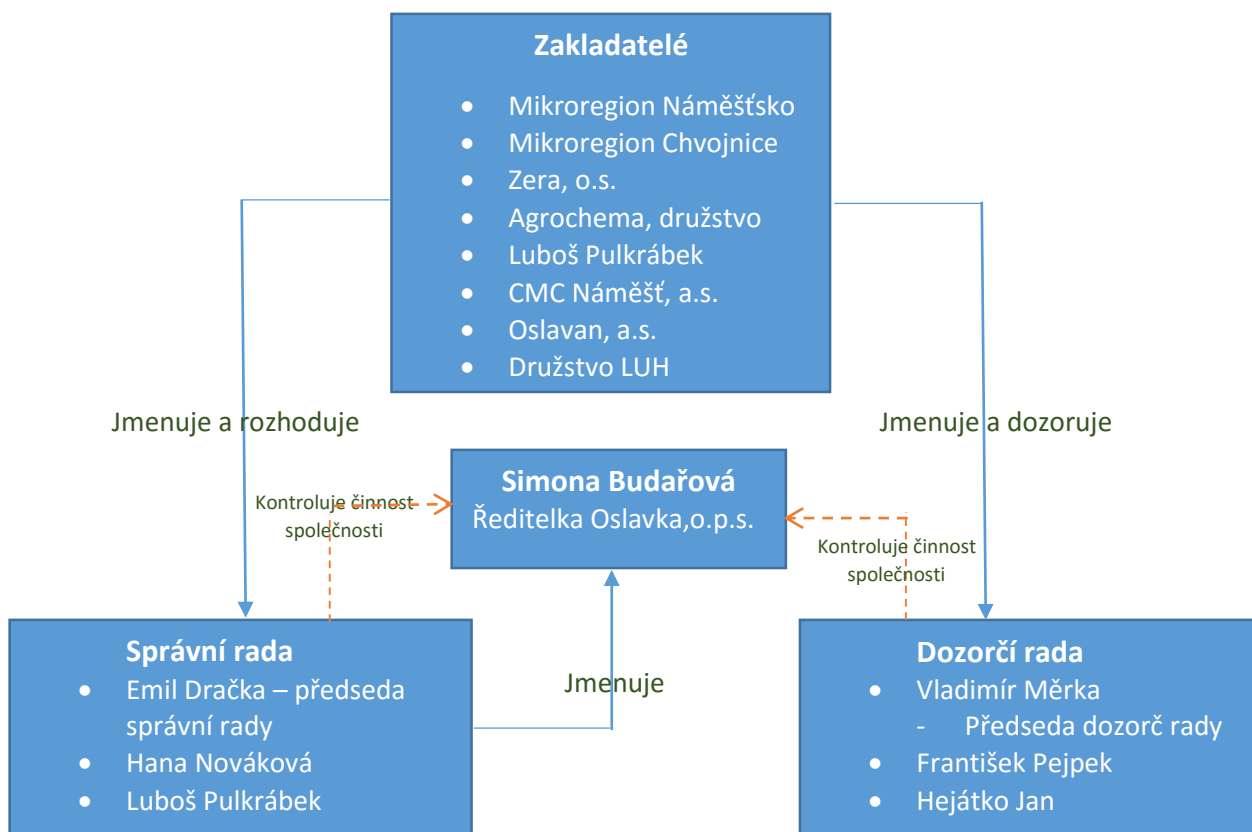 Zakladatelé
• Mikroregion Náměšťsko
• Mikroregion Chvojnice
• Zera, o.s.
• Agrochema, družstvo
• Luboš Pulkrábek
• CMC Náměšť, a.s.
• Oslavan, a.s.
• Družstvo LUH
Jmenuje a rozhoduje
Jmenuje a dozoruje
Simona Budařová
Ředitelka Oslavka,o.p.s.
Kontroluje činnost
společnosti
Kontroluje činnost
společnosti
Správní rada
• Emil Dračka – předseda
správní rady
• Hana Nováková
• Luboš Pulkrábek
Jmenuje
Dozorčí rada
• Vladimír Měrka
- Předseda dozorč rady
• František Pejpek
• Hejátko Jan